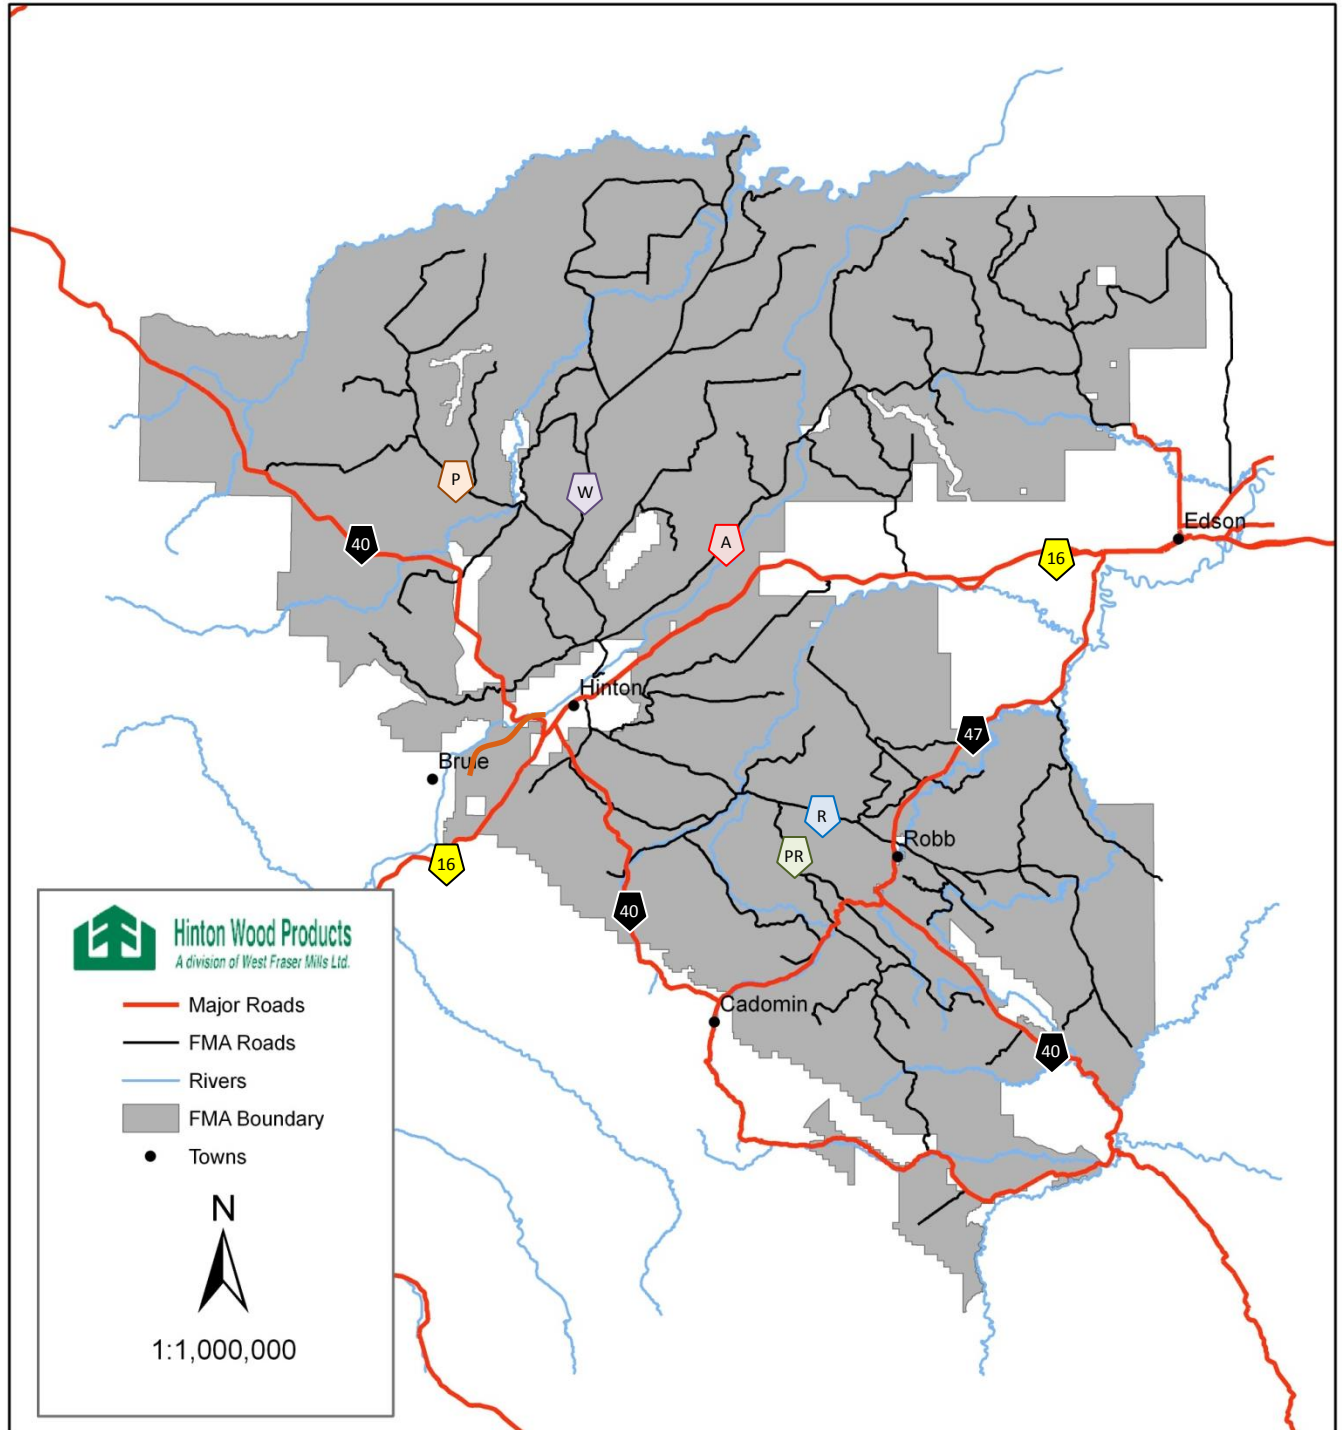 P
W
40
A
16
Edson
Hinton
47
Brule
R
Robb
PR
16
40
Cadomin
40
Hinton Wood Products
A division of West Fraser Mills Ltd.
Major Roads
FMA Roads
Rivers
FMA Boundary
Towns
N
1:1,000,000